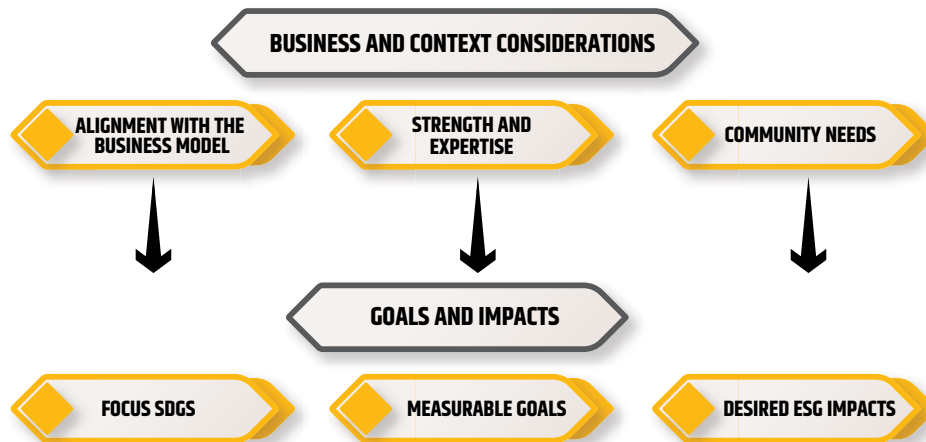 BUSINESS AND CONTEXT CONSIDERATIONS
ALIGNMENT WITH THE
BUSINESS MODEL
STRENGTH AND
EXPERTISE
COMMUNITY NEEDS
GOALS AND IMPACTS
FOCUS SDGS
MEASURABLE GOALS
DESIRED ESG IMPACTS